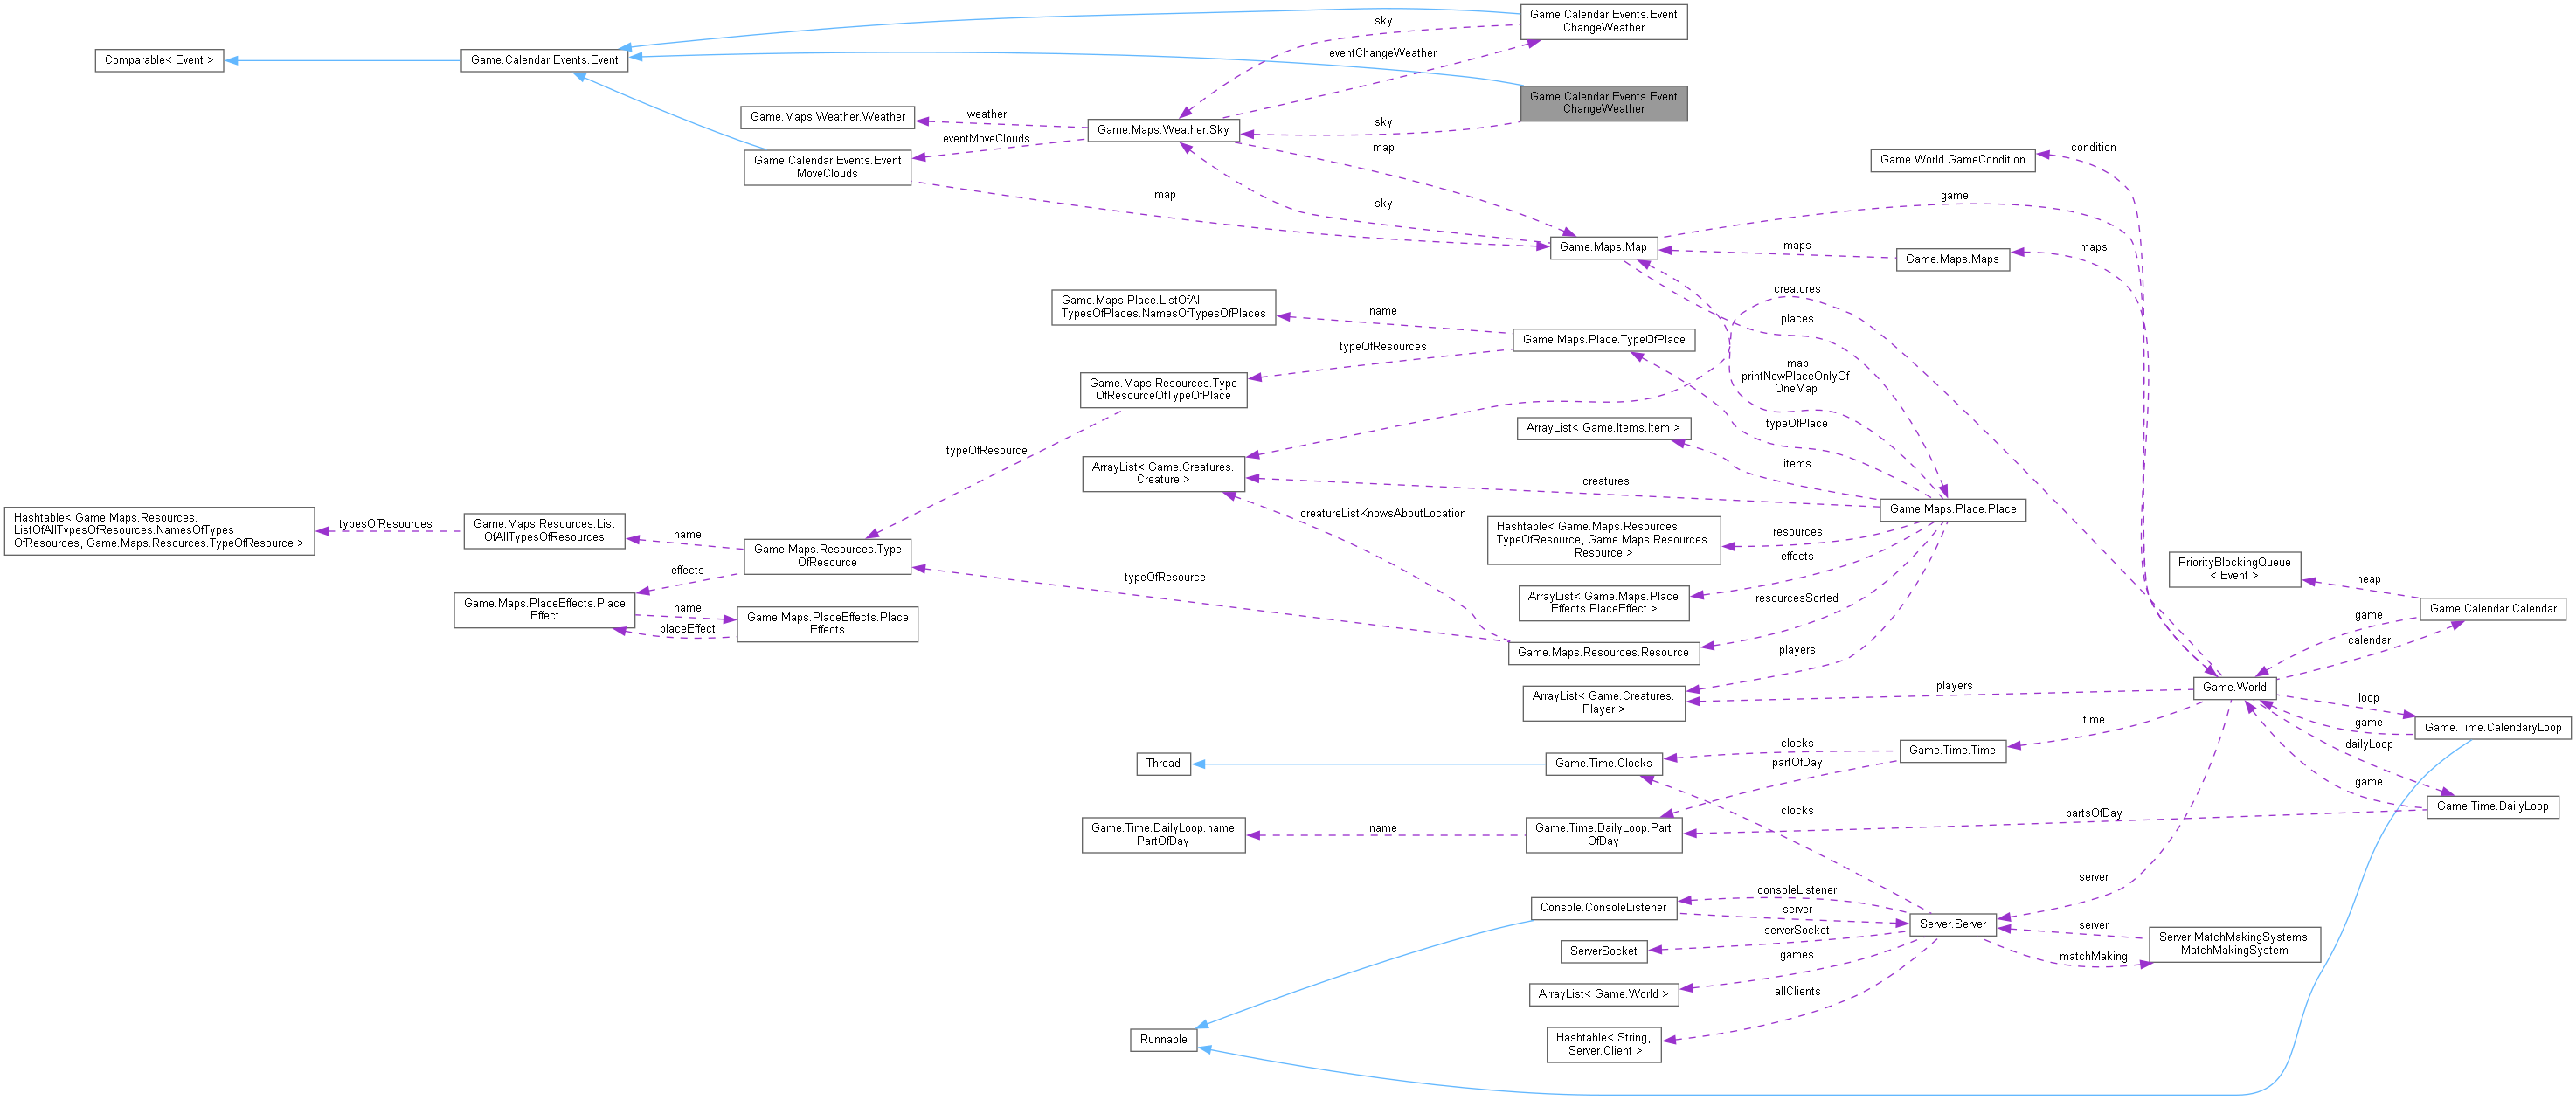 Game.Calendar.Events.Event
ChangeWeather
sky
eventChangeWeather
Comparable< Event >
Game.Calendar.Events.Event
Game.Calendar.Events.Event
ChangeWeather
Game.Maps.Weather.Weather
weather
Game.Maps.Weather.Sky
sky
eventMoveClouds
map
Game.Calendar.Events.Event
MoveClouds
Game.World.GameCondition
condition
map
sky
game
Game.Maps.Map
maps
Game.Maps.Maps
maps
creatures
Game.Maps.Place.ListOfAll
TypesOfPlaces.NamesOfTypesOfPlaces
name
places
Game.Maps.Place.TypeOfPlace
typeOfResources
map
printNewPlaceOnlyOf
OneMap
Game.Maps.Resources.Type
OfResourceOfTypeOfPlace
typeOfPlace
ArrayList< Game.Items.Item >
typeOfResource
items
ArrayList< Game.Creatures.
Creature >
creatures
Game.Maps.Place.Place
creatureListKnowsAboutLocation
Hashtable< Game.Maps.Resources.
ListOfAllTypesOfResources.NamesOfTypes
OfResources, Game.Maps.Resources.TypeOfResource >
typesOfResources
Game.Maps.Resources.List
OfAllTypesOfResources
name
Game.Maps.Resources.Type
OfResource
Hashtable< Game.Maps.Resources.
TypeOfResource, Game.Maps.Resources.
Resource >
resources
effects
effects
typeOfResource
ArrayList< Game.Maps.Place
Effects.PlaceEffect >
resourcesSorted
PriorityBlockingQueue
< Event >
heap
Game.Calendar.Calendar
Game.Maps.PlaceEffects.Place
Effect
name
placeEffect
Game.Maps.PlaceEffects.Place
Effects
game
calendar
Game.Maps.Resources.Resource
players
ArrayList< Game.Creatures.
Player >
players
Game.World
loop
game
Game.Time.CalendaryLoop
time
dailyLoop
Thread
Game.Time.Clocks
clocks
Game.Time.Time
partOfDay
game
Game.Time.DailyLoop
clocks
partsOfDay
Game.Time.DailyLoop.name
PartOfDay
name
Game.Time.DailyLoop.Part
OfDay
server
Console.ConsoleListener
consoleListener
server
Server.Server
server
serverSocket
matchMaking
Server.MatchMakingSystems.
MatchMakingSystem
ServerSocket
games
ArrayList< Game.World >
allClients
Runnable
Hashtable< String,
Server.Client >